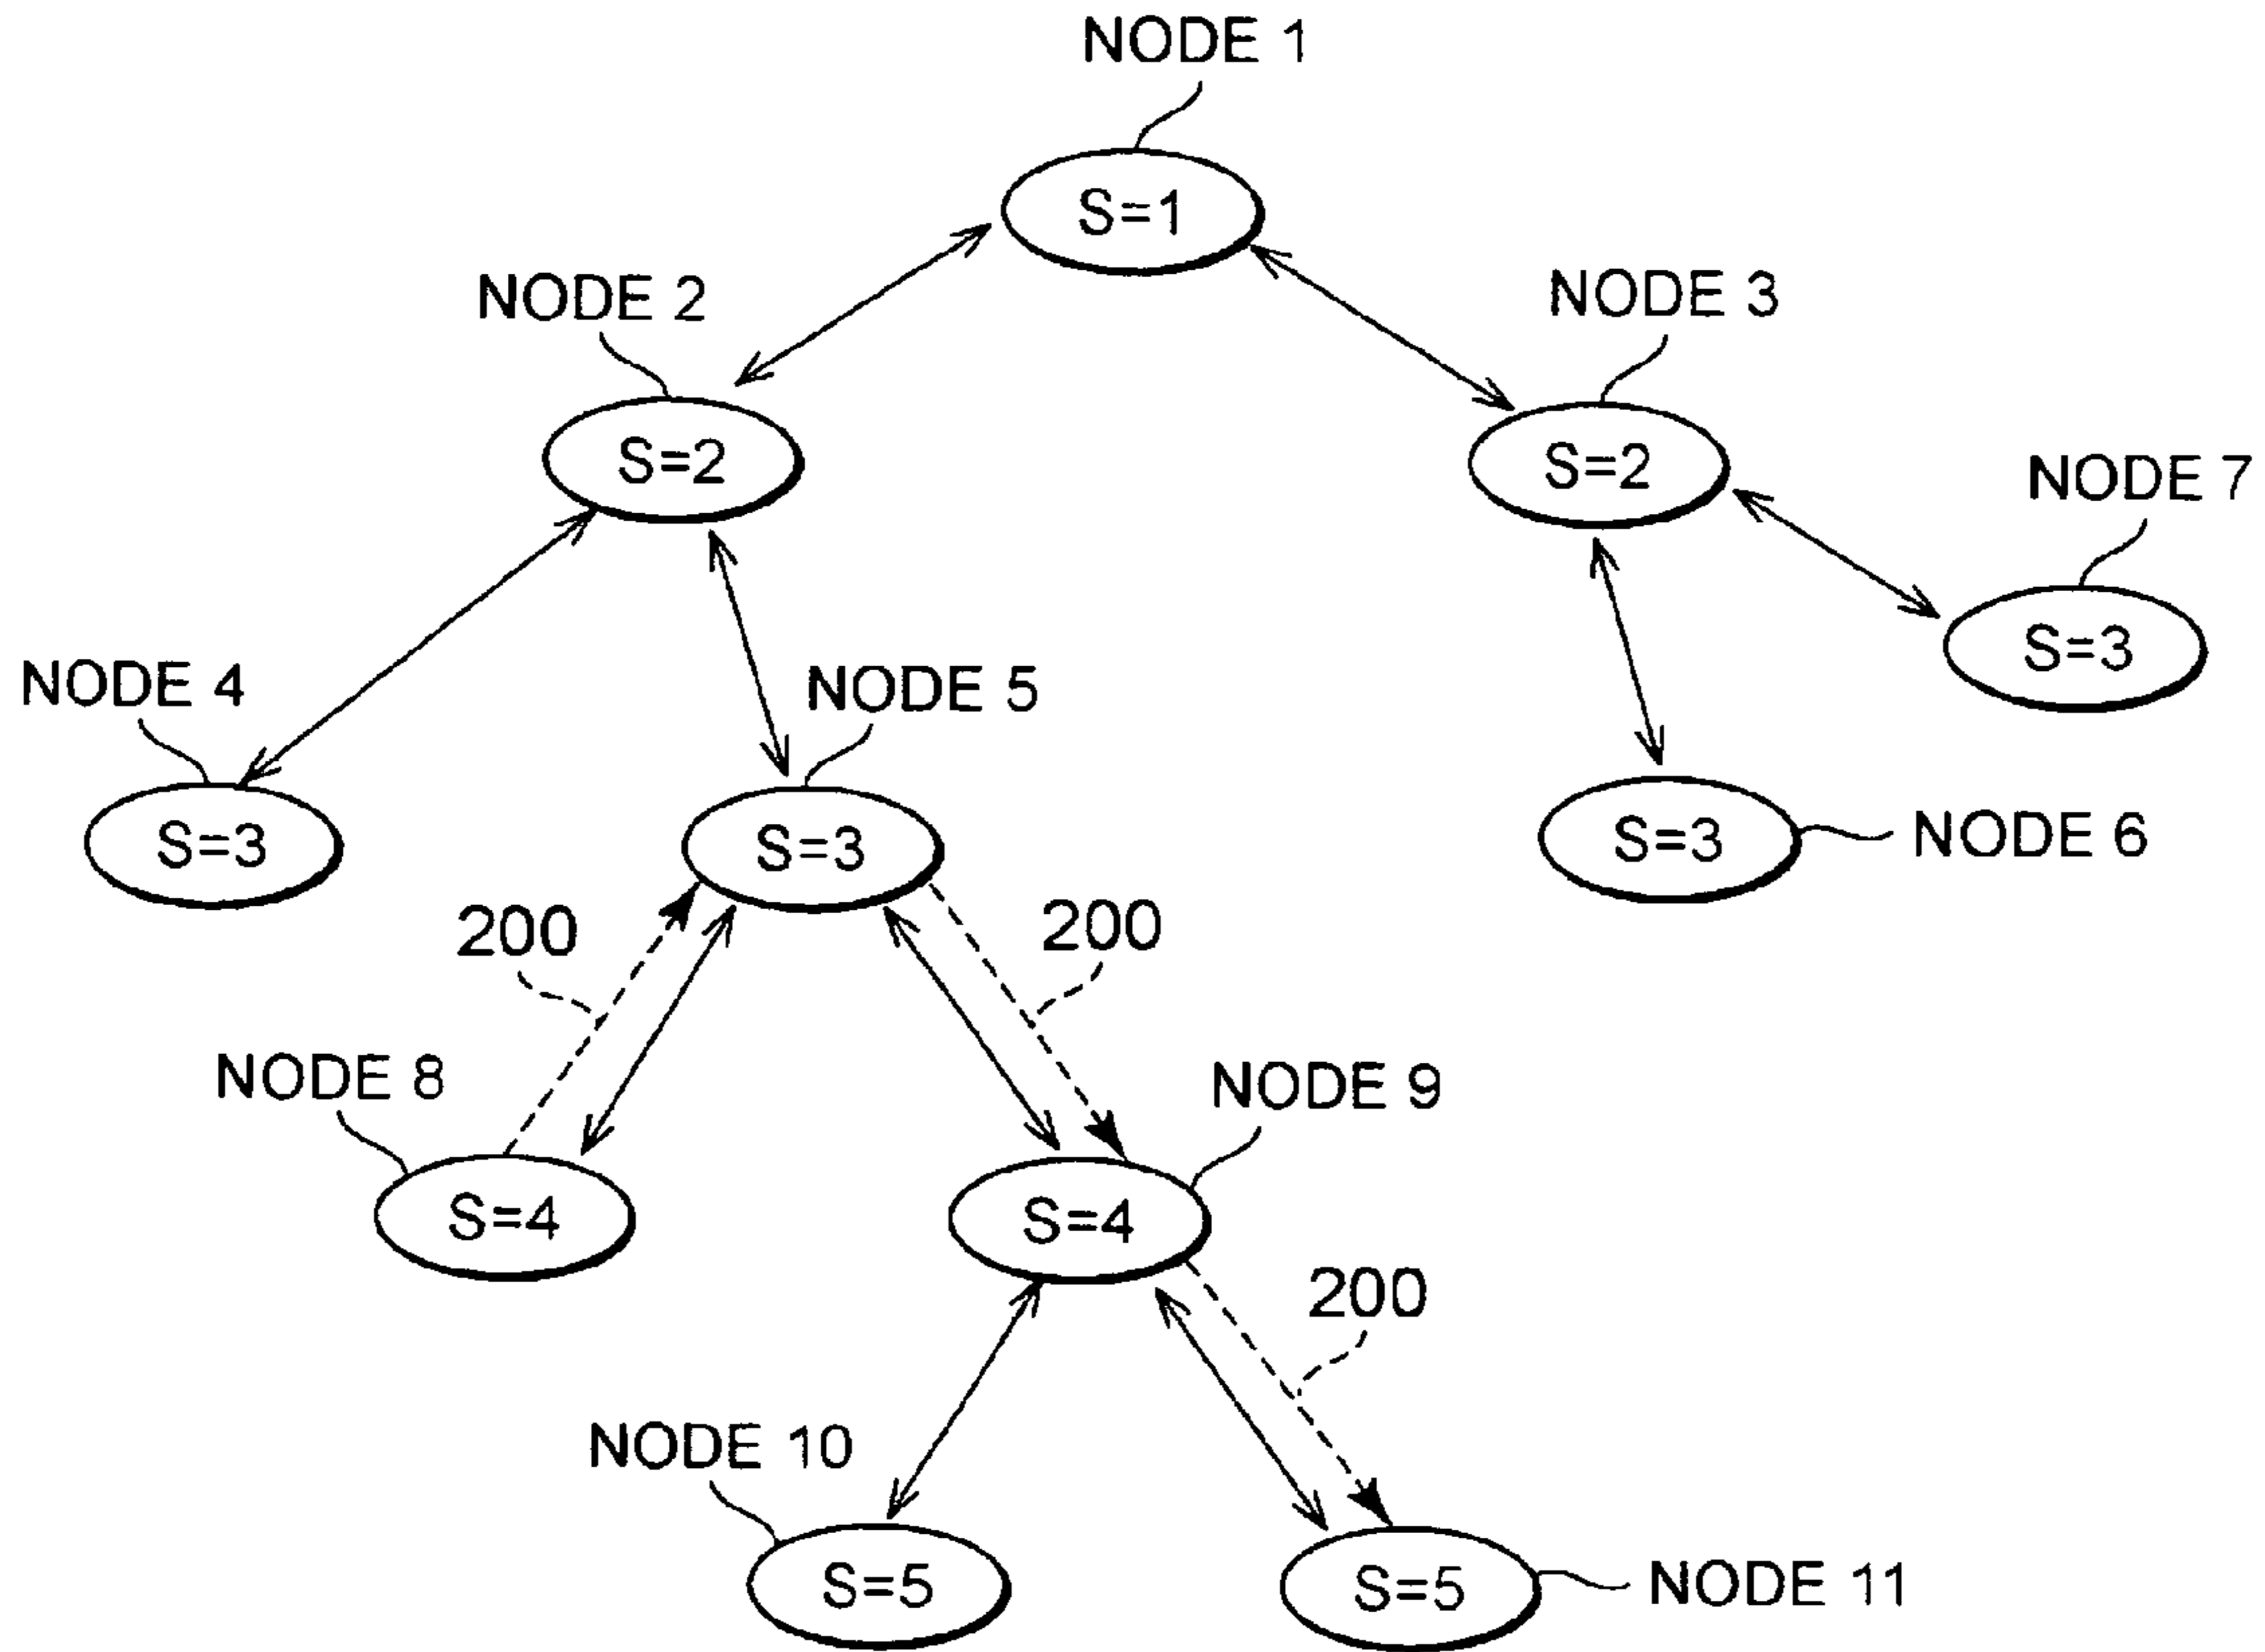 NODE 1
S=1
NODE 2
NODE 3
S=2
S=2
NODE 7
S=3
NODE 4
NODE 5
S=3
S=3
S=3
NODE 6
200
200
NODE 8
NODE 9
S=4
S=4
200
NODE 10
S=5
S=5
NODE 11